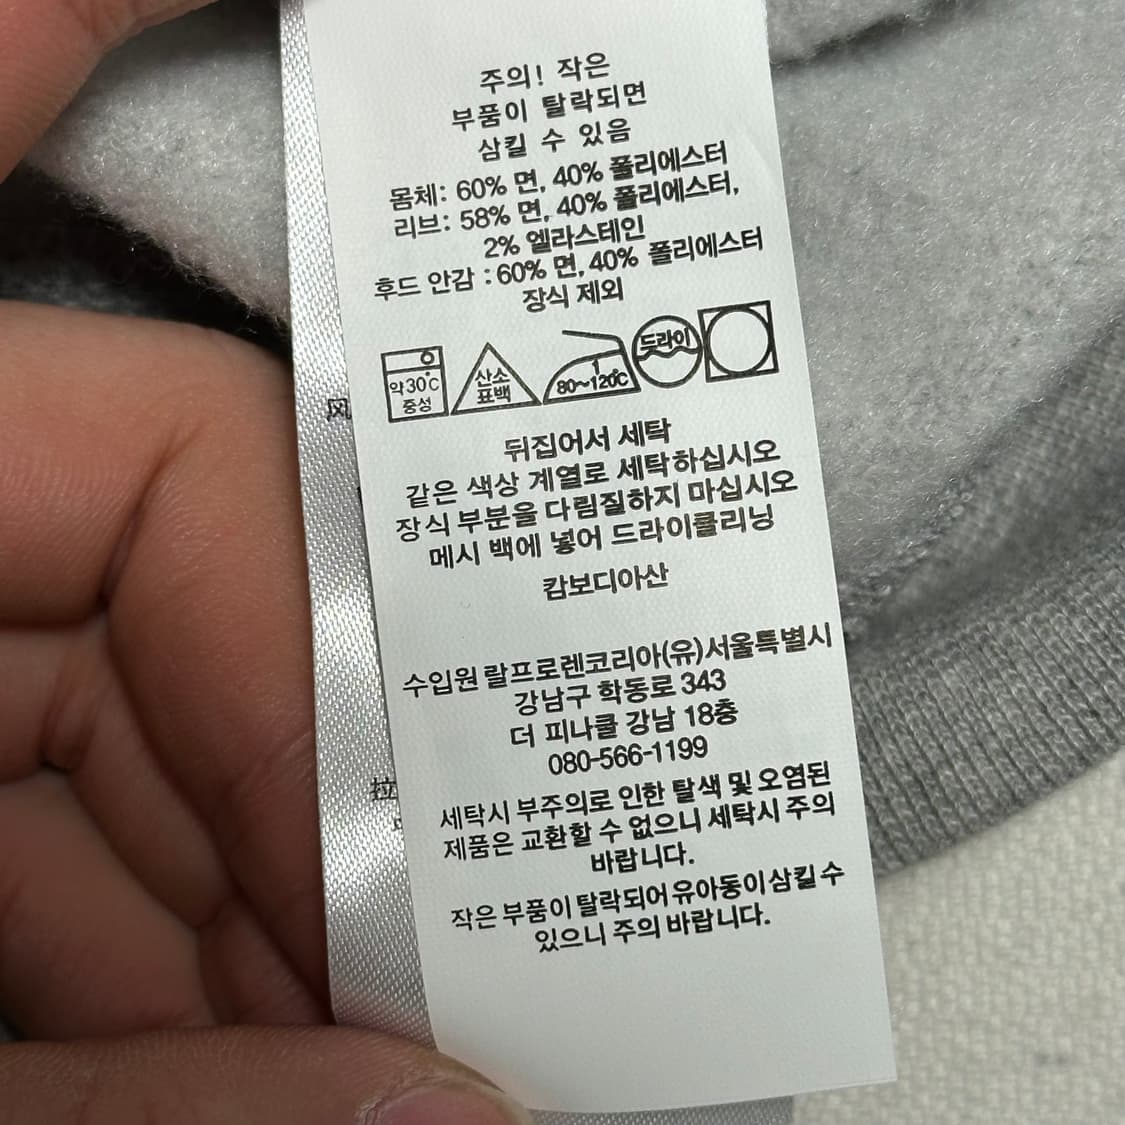 주의! 작은
부품이 탈락되면
삼킬 수 있음
몸체: 60% 면, 40% 폴리에스터
리브: 58% 면, 40% 폴리에스터,
2% 엘라스테인
후드 안감 : 60% 면, 40% 폴리에스터
장식 제외
약30℃
중성
산소
표백
80~120℃
드라이
뒤집어서 세탁
같은 색상 계열로 세탁하십시오
장식 부분을 다림질하지 마십시오
메시 백에 넣어 드라이클리닝
캄보디아산
수입원 랄프로렌코리아(유)서울특별시
강남구 학동로 343
더 피나클 강남 18층
080-566-1199
세탁시 부주의로 인한 탈색 및 오염된
제품은 교환할 수 없으니 세탁시 주의
바랍니다.
작은 부품이 탈락되어 유아동이 삼킬 수
있으니 주의 바랍니다.
风
拉